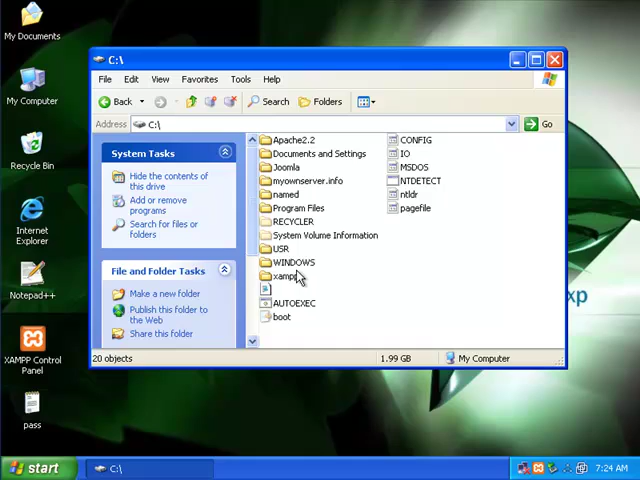 My Documents
My Computer
Recycle Bin
Internet
Explorer
Notepad++
XAMPP Control
Panel
pass
C:\
File Edit View Favorites Tools Help
Back Search Folders
Address C:\ Go
System Tasks
Hide the contents of
this drive
Add or remove
programs
Search for files or
folders
File and Folder Tasks
Make a new folder
Publish this folder to
the Web
Share this folder
Apache2.2
Documents and Settings
Joomla
myownserver.info
named
Program Files
RECYCLER
System Volume Information
USR
WINDOWS
xampp
AUTOEXEC
boot
CONFIG
IO
MSDOS
NTDETECT
ntldr
pagefile
20 objects 1.99 GB My Computer
xp
start C:\ 7:24 AM